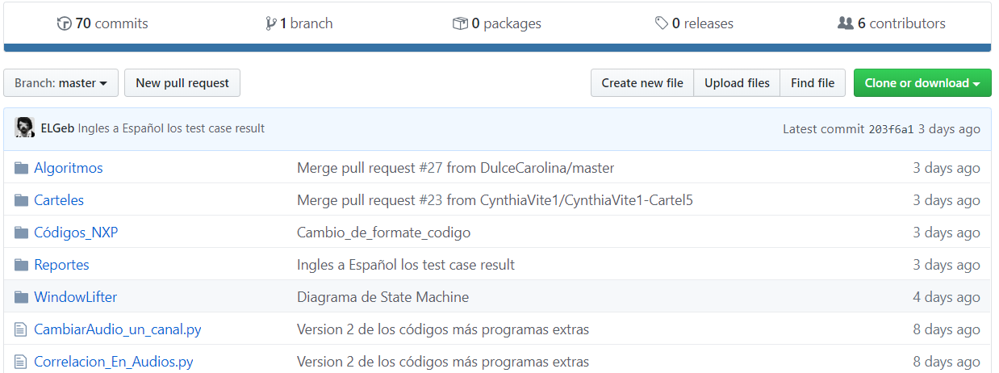 70 commits 1 branch 0 packages 0 releases 6 contributors
Branch: master New pull request Create new file Upload files Find file Clone or download
ELGeb Ingles a Español los test case result Latest commit 203f6a1 3 days ago
Algoritmos Merge pull request #27 from DulceCarolina/master 3 days ago
Carteles Merge pull request #23 from CynthiaVite1/CynthiaVite1-Cartel5 3 days ago
Códigos_NXP Cambio_de_formate_codigo 3 days ago
Reportes Ingles a Español los test case result 3 days ago
WindowLifter Diagrama de State Machine 4 days ago
CambiarAudio_un_canal.py Version 2 de los códigos más programas extras 8 days ago
Correlacion_En_Audios.py Version 2 de los códigos más programas extras 8 days ago